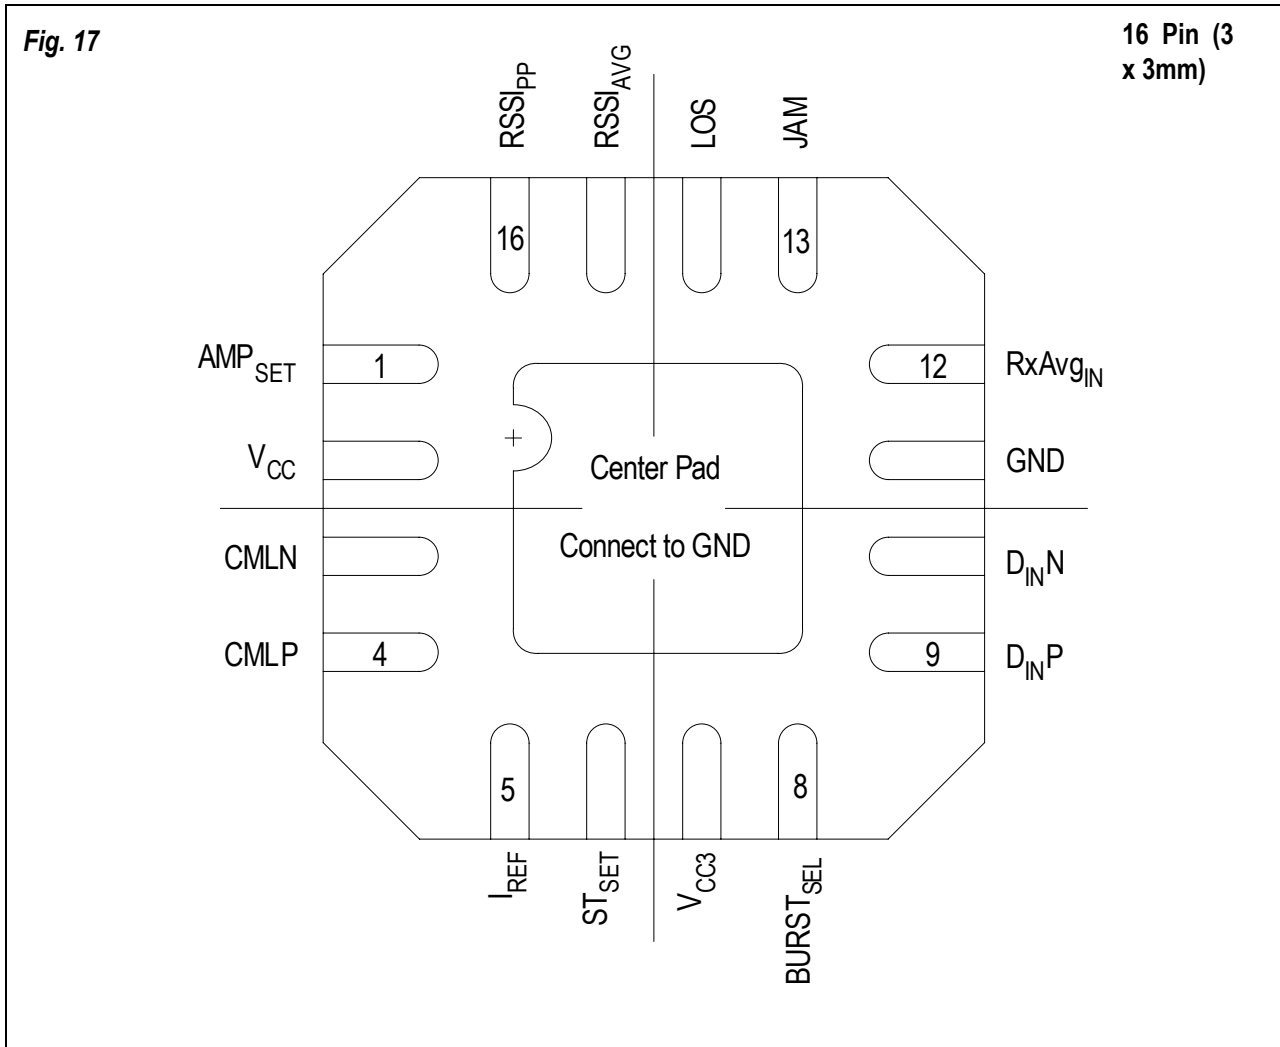 Fig. 17
16 Pin (3
x 3mm)
RSSIPP
RSSIAVG
LOS
JAM
16
13
AMPSET
1
12
RxAvgIN
VCC
GND
Center Pad
Connect to GND
CMLN
DINN
CMLP
4
9
DINP
5
8
IREF
STSET
VCC3
BURSTSEL